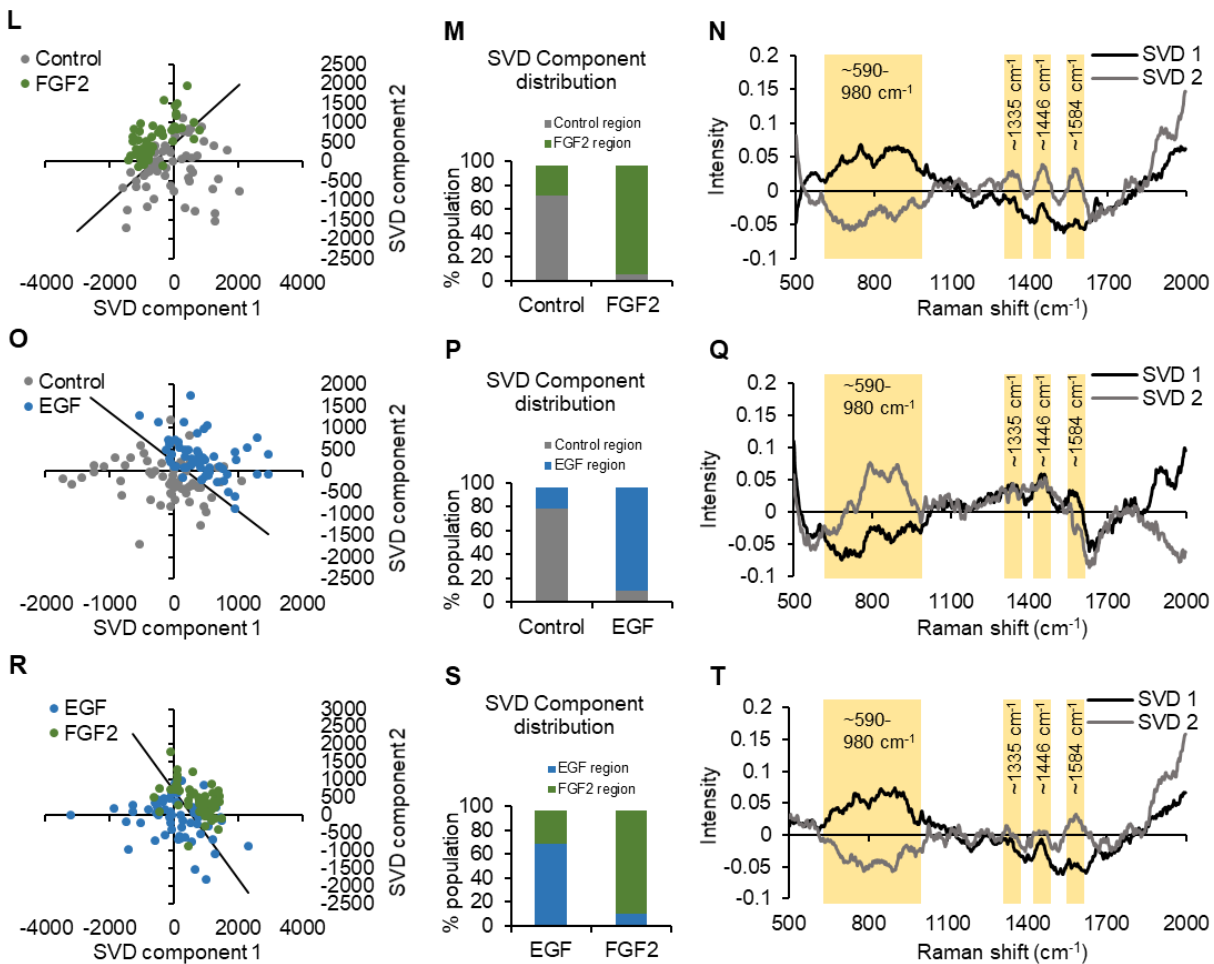 L
Control
FGF2
2500
2000
1500
1000
500
0
-500
-1000
-1500
-2000
-2500
SVD component 2
-4000 -2000 0 2000 4000
SVD component 1
M
SVD Component
distribution
Control region
FGF2 region
100
80
60
40
20
0
% population
Control FGF2
N
SVD 1
SVD 2
~590-
980 cm⁻¹
~1335 cm⁻¹
~1446 cm⁻¹
~1584 cm⁻¹
0.2
0.15
0.1
0.05
0
-0.05
-0.1
Intensity
500 800 1100 1400 1700 2000
Raman shift (cm⁻¹)
O
Control
EGF
2000
1500
1000
500
0
-500
-1000
-1500
-2000
-2500
SVD component 2
-2000 -1000 0 1000 2000
SVD component 1
P
SVD Component
distribution
Control region
EGF region
100
80
60
40
20
0
% population
Control EGF
Q
SVD 1
SVD 2
~590-
980 cm⁻¹
~1335 cm⁻¹
~1446 cm⁻¹
~1584 cm⁻¹
0.2
0.15
0.1
0.05
0
-0.05
-0.1
Intensity
500 800 1100 1400 1700 2000
Raman shift (cm⁻¹)
R
EGF
FGF2
3000
2500
2000
1500
1000
500
0
-500
-1000
-1500
-2000
-2500
SVD component 2
-4000 -2000 0 2000 4000
SVD component 1
S
SVD Component
distribution
EGF region
FGF2 region
100
80
60
40
20
0
% population
EGF FGF2
T
SVD 1
SVD 2
~590-
980 cm⁻¹
~1335 cm⁻¹
~1446 cm⁻¹
~1584 cm⁻¹
0.2
0.15
0.1
0.05
0
-0.05
-0.1
Intensity
500 800 1100 1400 1700 2000
Raman shift (cm⁻¹)